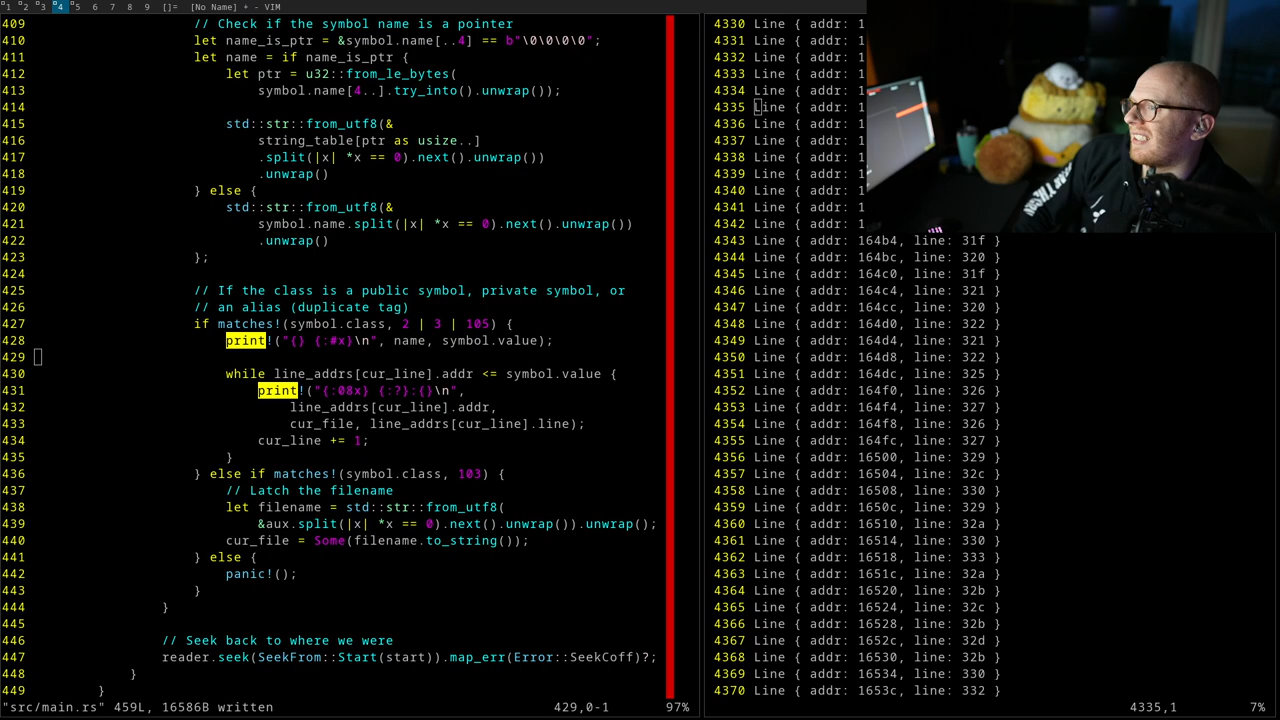 1 2 3 4 5 6 7 8 9 []= [No Name] + - VIM
409 // Check if the symbol name is a pointer
410 let name_is_ptr = &symbol.name[..4] == b"\0\0\0\0";
411 let name = if name_is_ptr {
412 let ptr = u32::from_le_bytes(
413 symbol.name[4..].try_into().unwrap());
414
415 std::str::from_utf8(&
416 string_table[ptr as usize..]
417 .split(|x| *x == 0).next().unwrap())
418 .unwrap()
419 } else {
420 std::str::from_utf8(&
421 symbol.name.split(|x| *x == 0).next().unwrap())
422 .unwrap()
423 };
424
425 // If the class is a public symbol, private symbol, or
426 // an alias (duplicate tag)
427 if matches!(symbol.class, 2 | 3 | 105) {
428 print!("{} {:#x}\n", name, symbol.value);
429
430 while line_addrs[cur_line].addr <= symbol.value {
431 print!("{:08x} {:?}:{}\n",
432 line_addrs[cur_line].addr,
433 cur_file, line_addrs[cur_line].line);
434 cur_line += 1;
435 }
436 } else if matches!(symbol.class, 103) {
437 // Latch the filename
438 let filename = std::str::from_utf8(
439 &aux.split(|x| *x == 0).next().unwrap()).unwrap();
440 cur_file = Some(filename.to_string());
441 } else {
442 panic!();
443 }
444 }
445
446 // Seek back to where we were
447 reader.seek(SeekFrom::Start(start)).map_err(Error::SeekCoff)?;
448 }
449 }
"src/main.rs" 459L, 16586B written 429,0-1 97%
4330 Line { addr: 1
4331 Line { addr: 1
4332 Line { addr: 1
4333 Line { addr: 1
4334 Line { addr: 1
4335 Line { addr: 1
4336 Line { addr: 1
4337 Line { addr: 1
4338 Line { addr: 1
4339 Line { addr: 1
4340 Line { addr: 1
4341 Line { addr: 1
4342 Line { addr: 1
4343 Line { addr: 164b4, line: 31f }
4344 Line { addr: 164bc, line: 320 }
4345 Line { addr: 164c0, line: 31f }
4346 Line { addr: 164c4, line: 321 }
4347 Line { addr: 164cc, line: 320 }
4348 Line { addr: 164d0, line: 322 }
4349 Line { addr: 164d4, line: 321 }
4350 Line { addr: 164d8, line: 322 }
4351 Line { addr: 164dc, line: 325 }
4352 Line { addr: 164f0, line: 326 }
4353 Line { addr: 164f4, line: 327 }
4354 Line { addr: 164f8, line: 326 }
4355 Line { addr: 164fc, line: 327 }
4356 Line { addr: 16500, line: 329 }
4357 Line { addr: 16504, line: 32c }
4358 Line { addr: 16508, line: 330 }
4359 Line { addr: 1650c, line: 329 }
4360 Line { addr: 16510, line: 32a }
4361 Line { addr: 16514, line: 330 }
4362 Line { addr: 16518, line: 333 }
4363 Line { addr: 1651c, line: 32a }
4364 Line { addr: 16520, line: 32b }
4365 Line { addr: 16524, line: 32c }
4366 Line { addr: 16528, line: 32b }
4367 Line { addr: 1652c, line: 32d }
4368 Line { addr: 16530, line: 32b }
4369 Line { addr: 16534, line: 330 }
4370 Line { addr: 1653c, line: 332 }
4335,1 7%